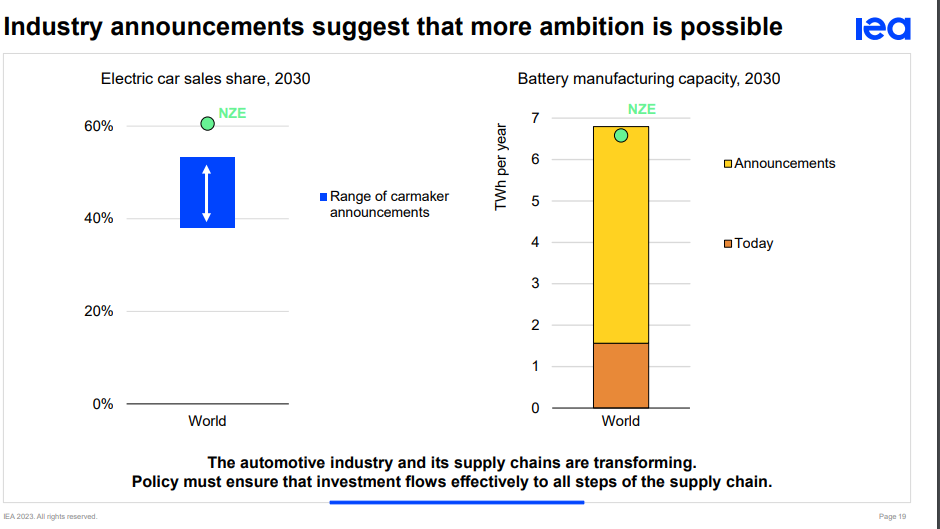 Industry announcements suggest that more ambition is possible
iea
Electric car sales share, 2030
NZE
60%
40%
20%
0%
World
Range of carmaker
announcements
Battery manufacturing capacity, 2030
NZE
TWh per year
7
6
5
4
3
2
1
0
World
Announcements
Today
The automotive industry and its supply chains are transforming.
Policy must ensure that investment flows effectively to all steps of the supply chain.
IEA 2023. All rights reserved.
Page 19